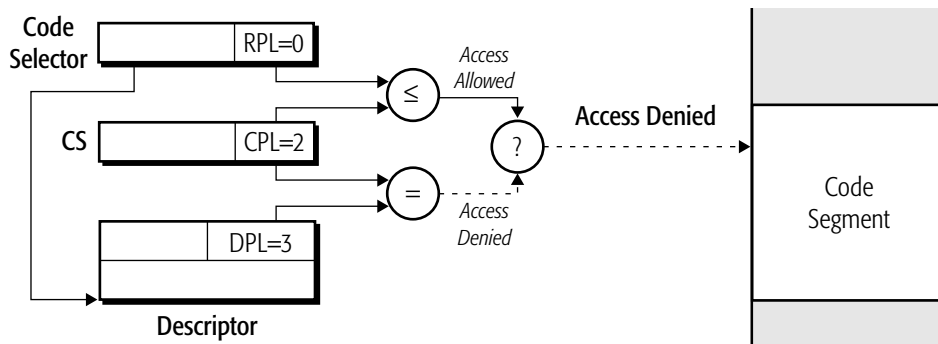 Code
Selector
RPL=0
Access
Allowed
≤
CS
CPL=2
?
Access Denied
=
Access
Denied
Code
Segment
DPL=3
Descriptor